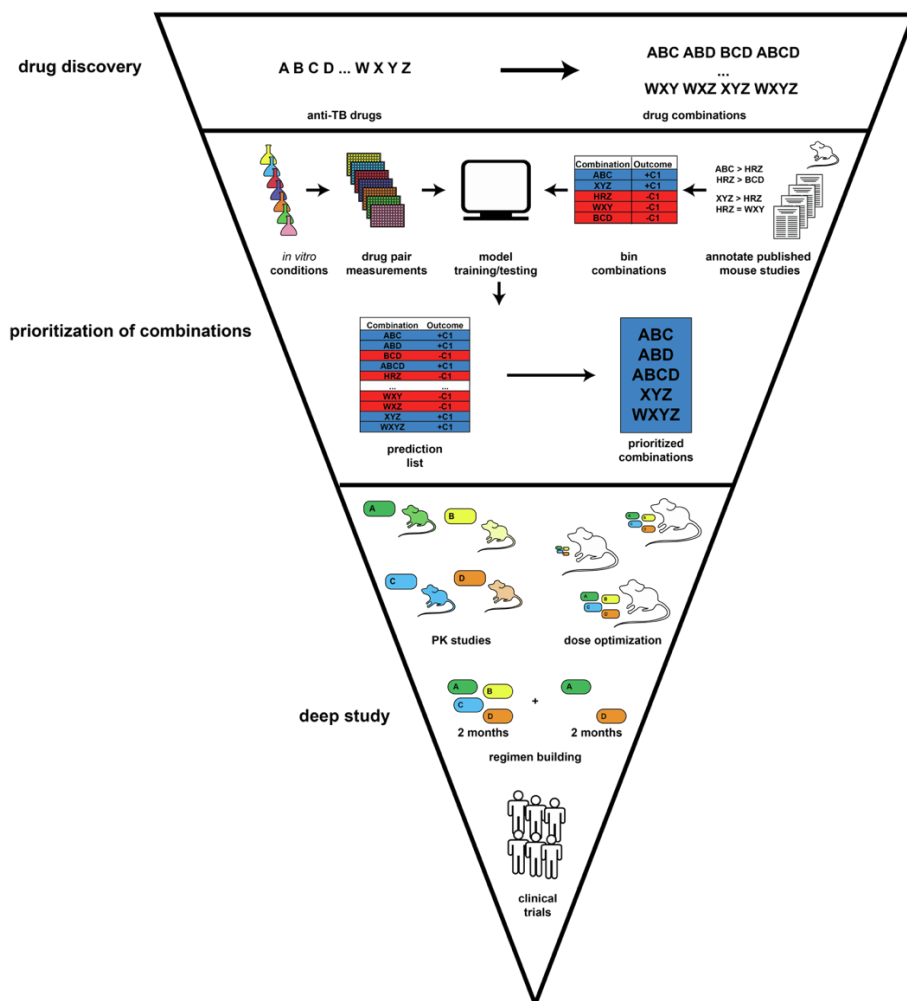 drug discovery
A B C D ... W X Y Z
ABC ABD BCD ABCD
...
WXY WXZ XYZ WXYZ
anti-TB drugs
drug combinations
Combination Outcome
ABC +C1
XYZ +C1
HRZ -C1
WXY -C1
BCD -C1
ABC > HRZ
HRZ > BCD
XYZ > HRZ
HRZ = WXY
in vitro
conditions
drug pair
measurements
model
training/testing
bin
combinations
annotate published
mouse studies
prioritization of combinations
Combination Outcome
ABC +C1
ABD +C1
BCD -C1
ABCD +C1
HRZ -C1
... ...
WXY -C1
WXZ -C1
XYZ +C1
WXYZ +C1
prediction
list
ABC
ABD
ABCD
XYZ
WXYZ
prioritized
combinations
A
B
C
D
PK studies
dose optimization
deep study
A
B
C
D
2 months
+
A
D
2 months
regimen building
clinical
trials